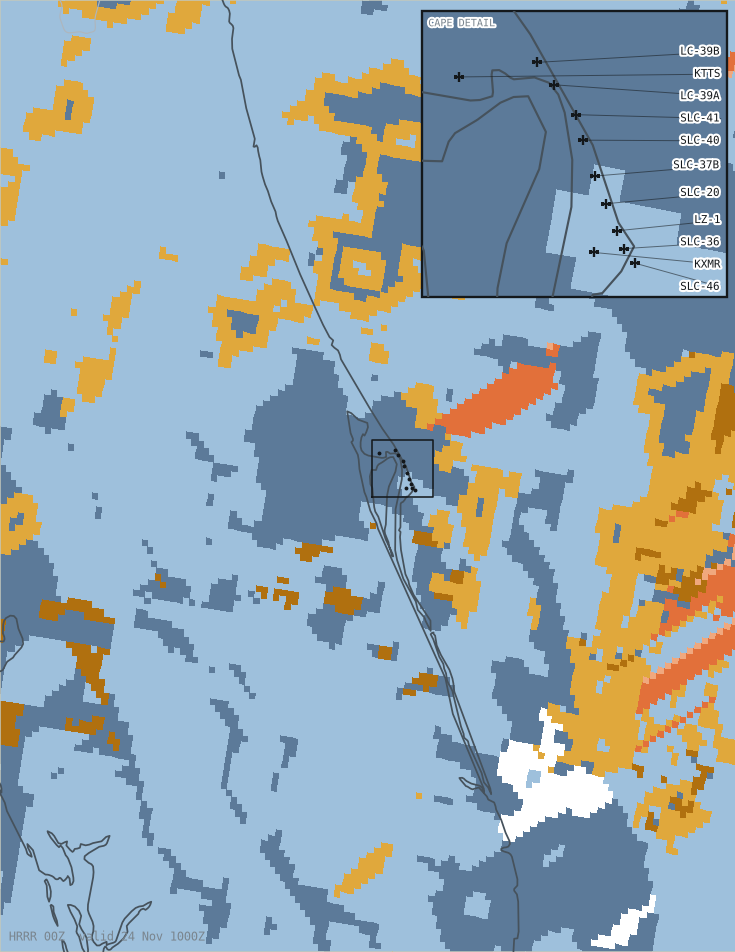 CAPE DETAIL
LC-39B
KTTS
LC-39A
SLC-41
SLC-40
SLC-37B
SLC-20
LZ-1
SLC-36
KXMR
SLC-46
HRRR 00Z valid 24 Nov 1000Z